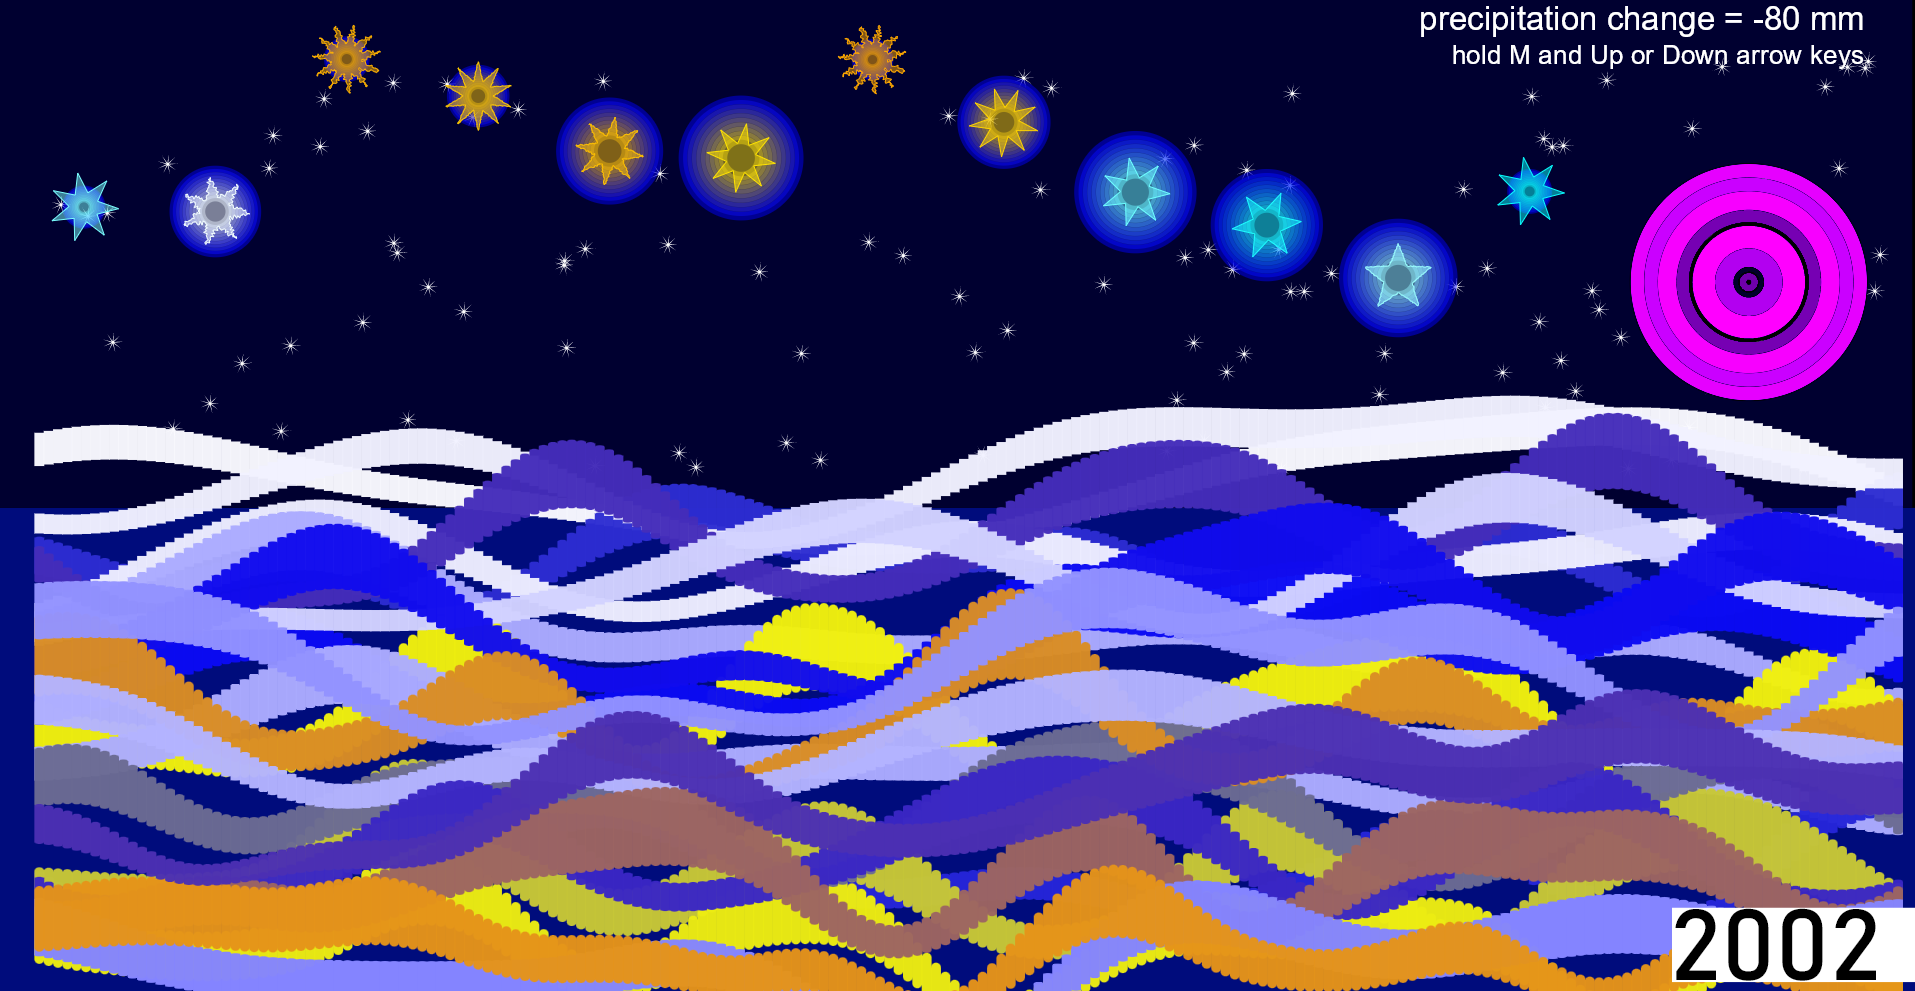 precipitation change = -80 mm
hold M and Up or Down arrow keys
2002